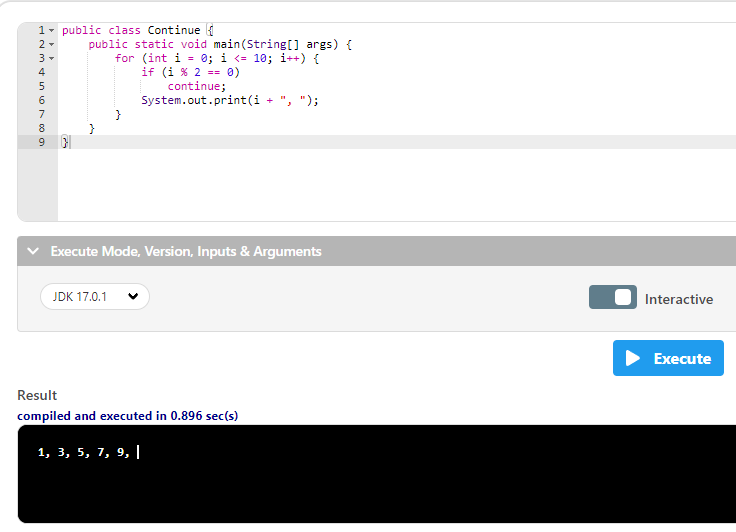 1 public class Continue {
2     public static void main(String[] args) {
3         for (int i = 0; i <= 10; i++) {
4             if (i % 2 == 0)
5                 continue;
6             System.out.print(i + ", ");
7         }
8     }
9 }
Execute Mode, Version, Inputs & Arguments
JDK 17.0.1
Interactive
Execute
Result
compiled and executed in 0.896 sec(s)
1, 3, 5, 7, 9,